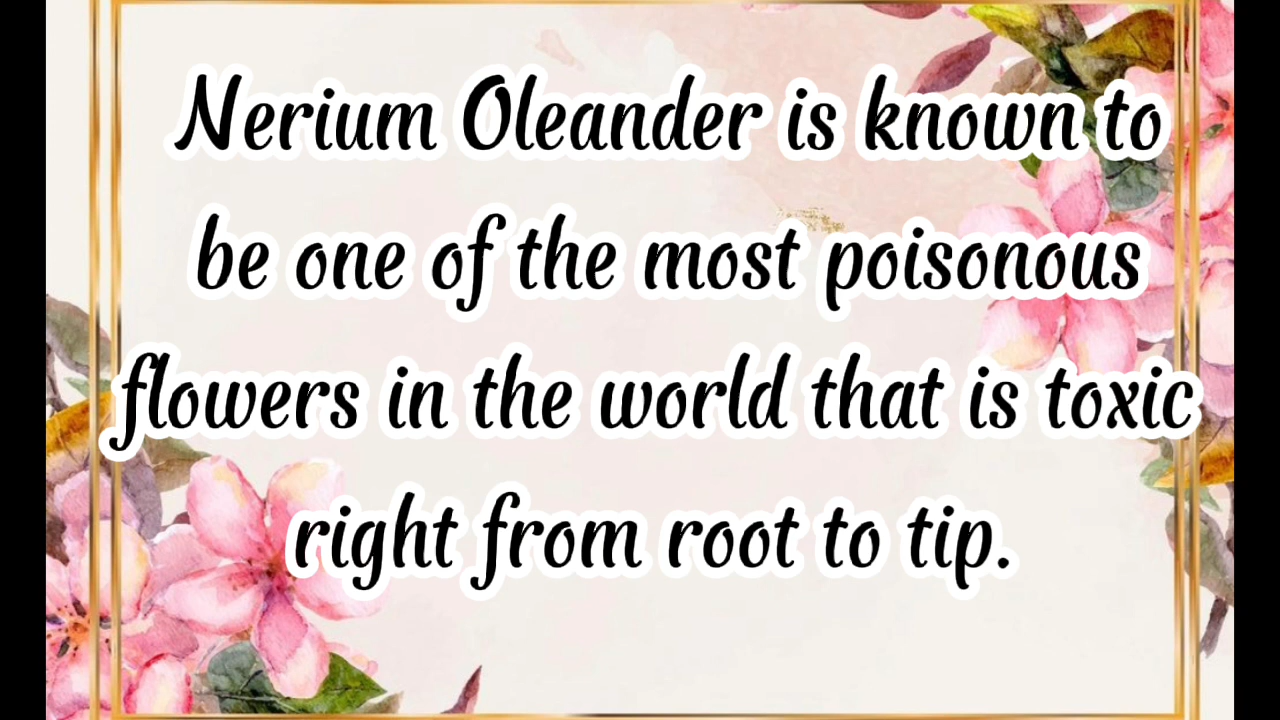 Nerium Oleander is known to
be one of the most poisonous
flowers in the world that is toxic
right from root to tip.